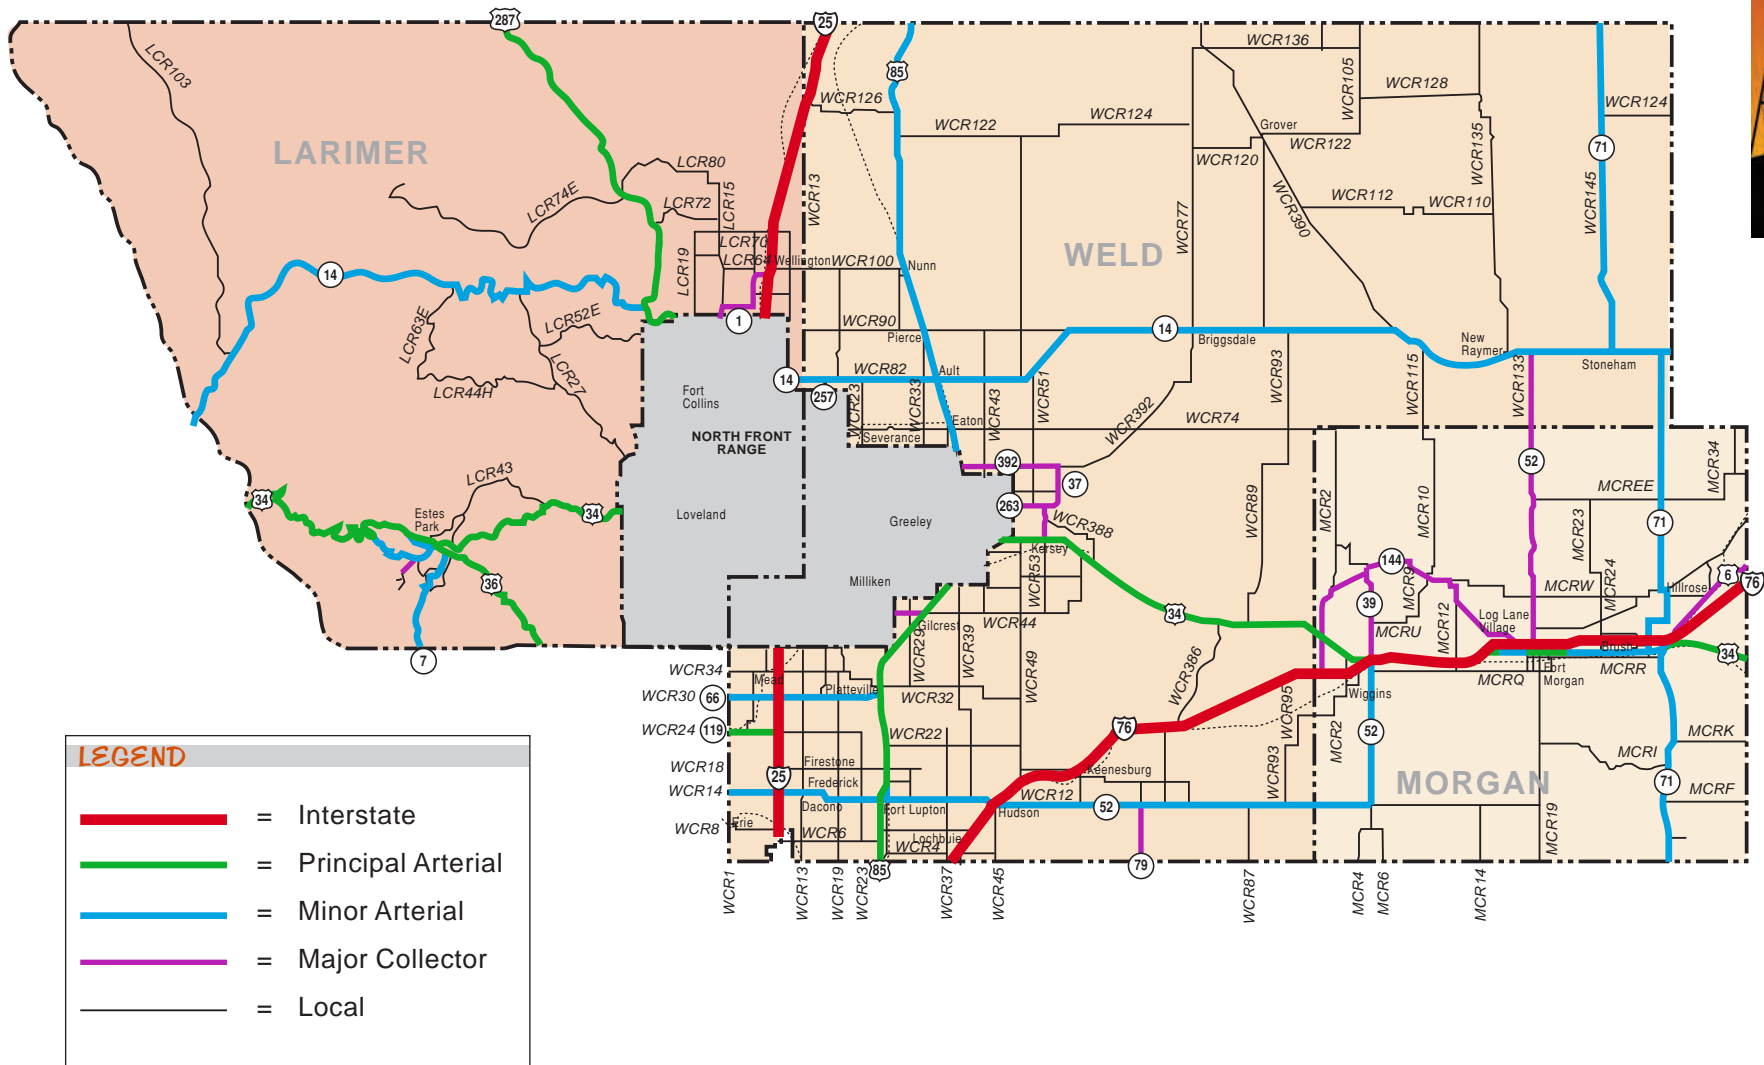 287
25
85
WCR136
WCR105
WCR128
WCR124
LCR103
WCR126
WCR122
WCR124
Grover
WCR122
WCR135
71
LARIMER
LCR80
WCR120
LCR74E
LCR15
LCR72
WCR13
WCR77
WCR390
WCR112
WCR110
WCR145
LCR70
LCR19
LCR64
Wellington
WCR100
Nunn
WELD
14
LCR63E
LCR52E
1
WCR90
Pierce
14
Briggsdale
New
Raymer
Stoneham
LCR27
LCR44H
Fort
Collins
14
257
WCR82
Ault
WCR23
WCR33
WCR43
WCR51
WCR93
WCR115
WCR133
NORTH FRONT
RANGE
Severance
Eaton
WCR392
WCR74
LCR43
392
37
263
52
MCR34
MCREE
34
Estes
Park
34
Loveland
Greeley
WCR388
WCR89
MCR2
MCR10
MCR23
71
Kersey
WCR53
144
MCR9
MCRW
MCR24
Hillrose
6
76
36
Milliken
34
39
MCR12
Log Lane
Village
Gilcrest
WCR29
WCR39
WCR44
MCRU
7
WCR34
Mead
WCR49
WCR386
Brush
MCRR
34
Fort
Morgan
MCRQ
Wiggins
WCR30
66
Platteville
WCR32
WCR95
WCR24
119
WCR22
76
MCR2
52
MCRK
MCRI
LEGEND
WCR18
25
Firestone
Frederick
Keenesburg
WCR93
MORGAN
71
WCR14
Dacono
Fort Lupton
WCR12
Hudson
52
MCRF
MCR19
Interstate
=
WCR8
Erie
WCR6
Lochbuie
WCR4
85
79
= Principal Arterial
WCR1
WCR13
WCR19
WCR23
WCR37
WCR45
WCR87
MCR4
MCR6
MCR14
= Minor Arterial
= Major Collector
= Local